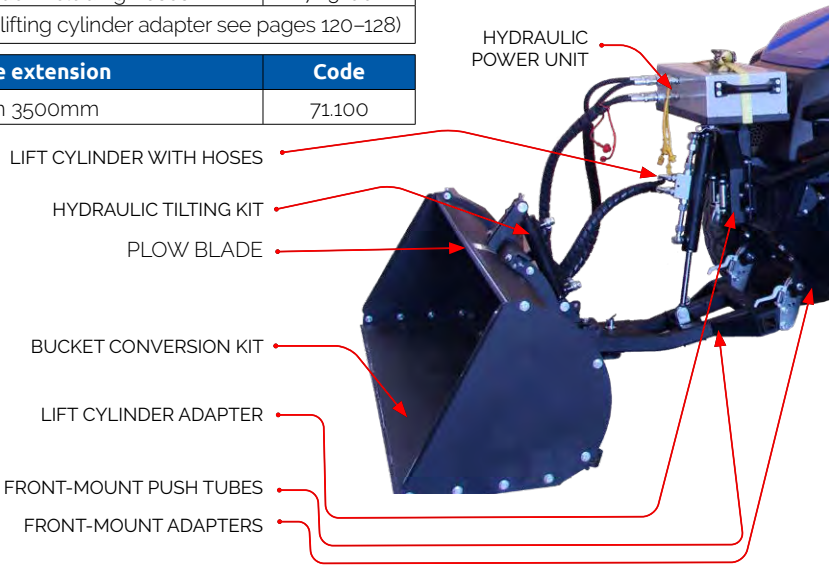 lifting cylinder adapter see pages 120–128)
e extension Code
3500mm 71.100
HYDRAULIC
POWER UNIT
LIFT CYLINDER WITH HOSES
HYDRAULIC TILTING KIT
PLOW BLADE
BUCKET CONVERSION KIT
LIFT CYLINDER ADAPTER
FRONT-MOUNT PUSH TUBES
FRONT-MOUNT ADAPTERS